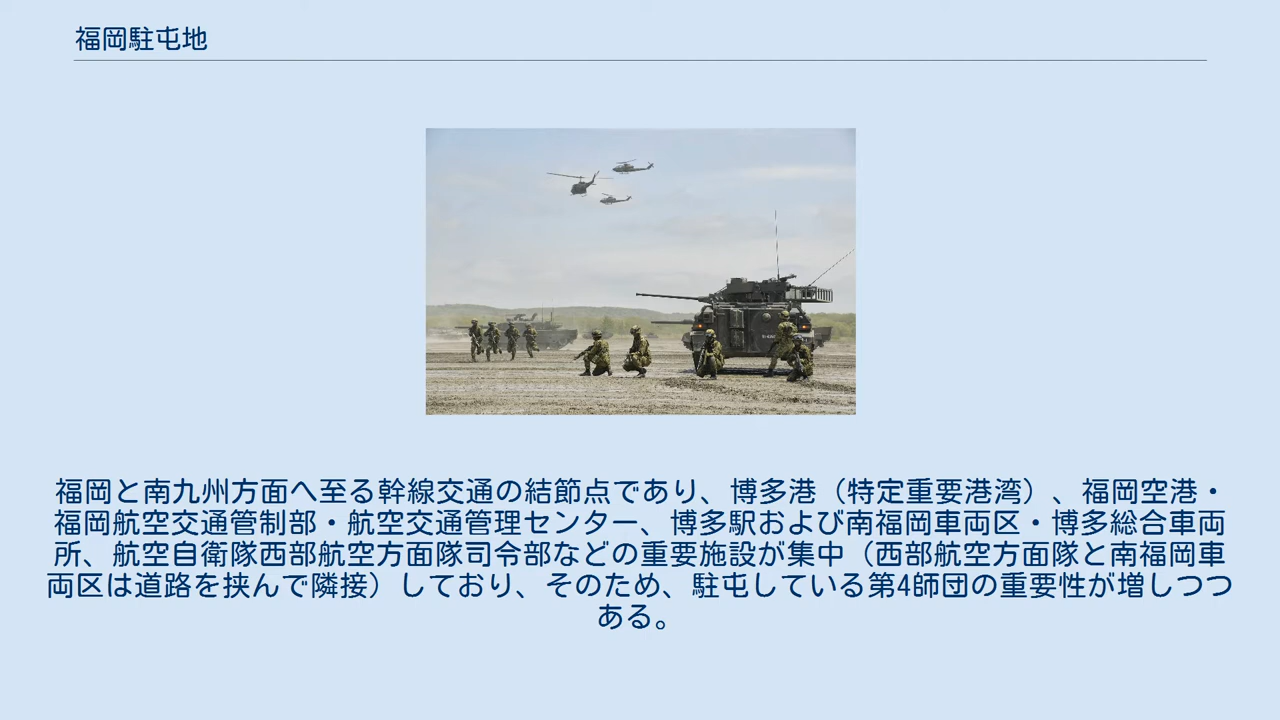 福岡駐屯地
福岡と南九州方面へ至る幹線交通の結節点であり、博多港（特定重要港湾）、福岡空港・
福岡航空交通管制部・航空交通管理センター、博多駅および南福岡車両区・博多総合車両
所、航空自衛隊西部航空方面隊司令部などの重要施設が集中（西部航空方面隊と南福岡車
両区は道路を挟んで隣接）しており、そのため、駐屯している第4師団の重要性が増しつつ
ある。